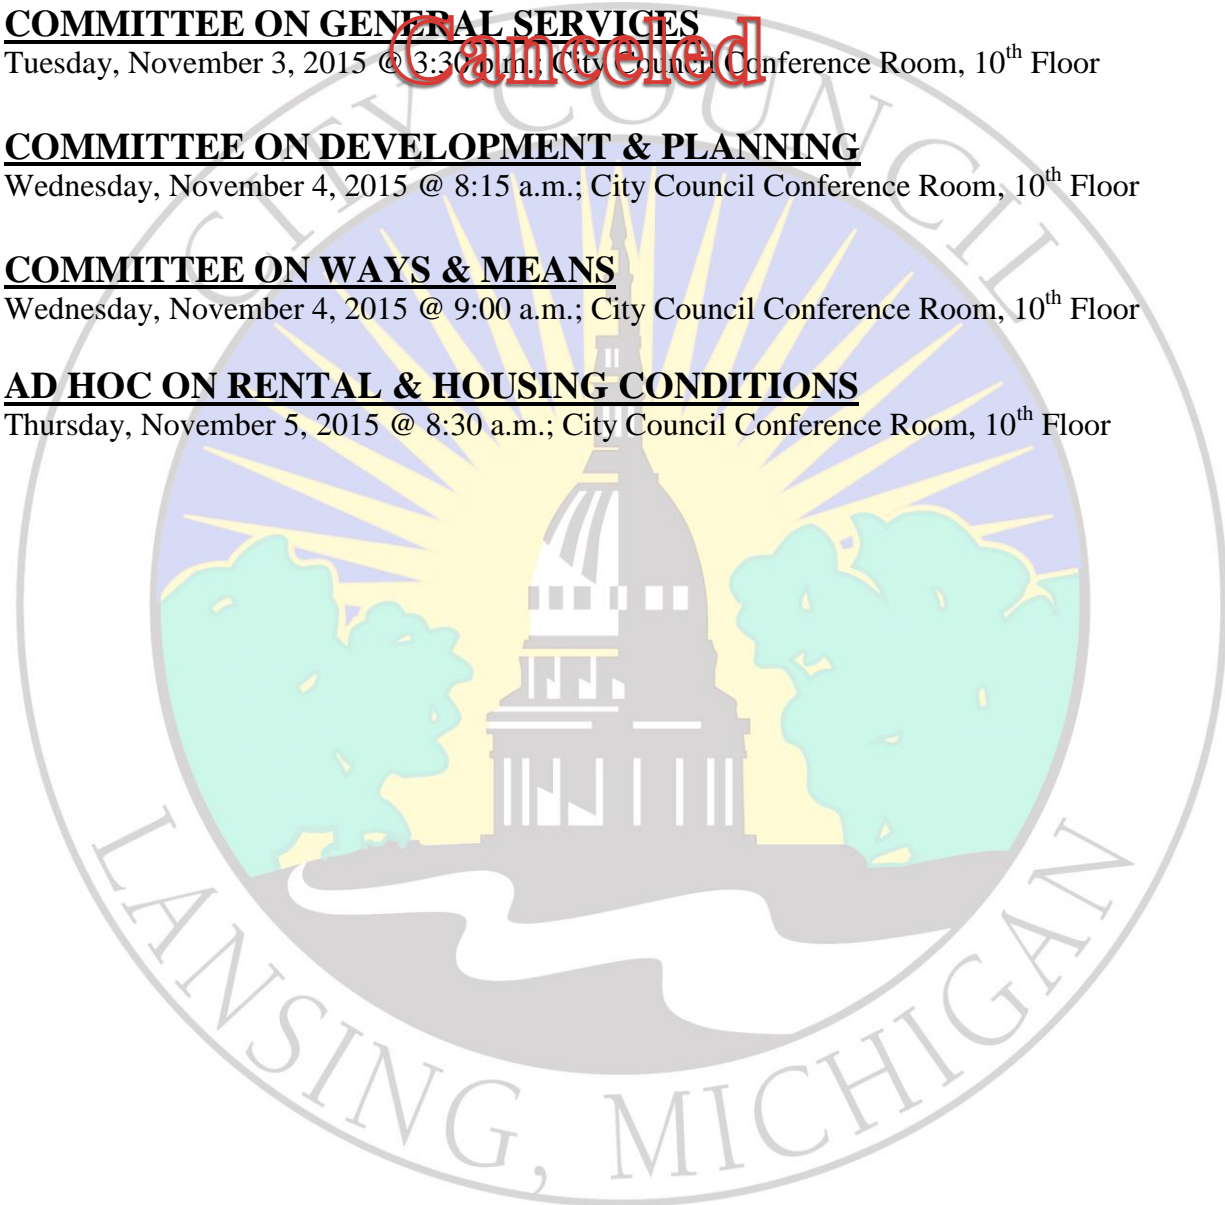 COMMITTEE ON GENERAL SERVICES
Canceled
Tuesday, November 3, 2015 @ 3:30 p.m.; City Council Conference Room, 10th Floor
COMMITTEE ON DEVELOPMENT & PLANNING
Wednesday, November 4, 2015 @ 8:15 a.m.; City Council Conference Room, 10th Floor
COMMITTEE ON WAYS & MEANS
Wednesday, November 4, 2015 @ 9:00 a.m.; City Council Conference Room, 10th Floor
AD HOC ON RENTAL & HOUSING CONDITIONS
Thursday, November 5, 2015 @ 8:30 a.m.; City Council Conference Room, 10th Floor
CITY COUNCIL
LANSING, MICHIGAN